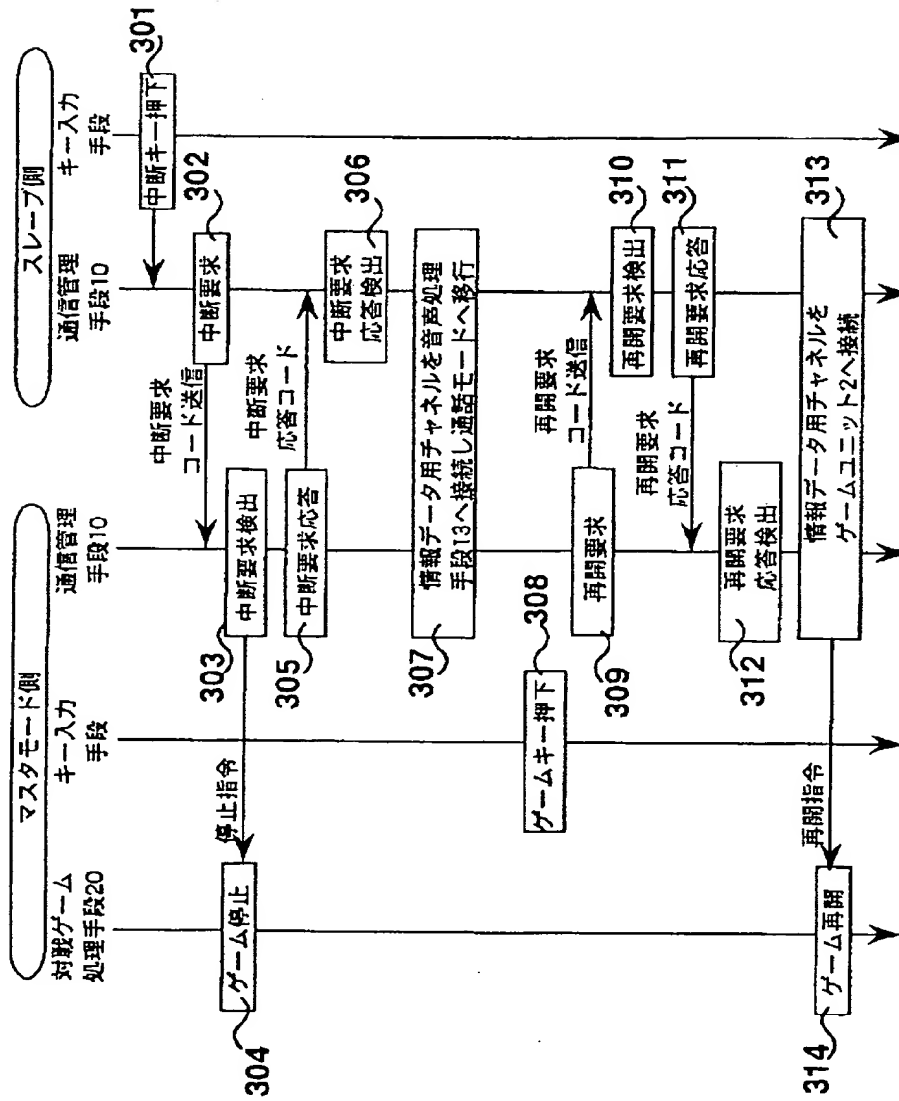 マスタモード側
スレーブ側
対戦ゲーム
処理手段20
キー入力
手段
通信管理
手段10
通信管理
手段10
キー入力
手段
中断キー押下
301
中断要求
302
中断要求
コード送信
中断要求検出
303
停止指令
ゲーム停止
304
中断要求応答
305
中断要求
応答コード
中断要求
応答検出
306
情報データ用チャネルを音声処理
手段13へ接続し通話モードへ移行
307
ゲームキー押下
308
再開要求
309
再開要求
コード送信
再開要求検出
310
再開要求応答
311
再開要求
応答コード
再開要求
応答検出
312
情報データ用チャネルを
ゲームユニット2へ接続
313
再開指令
ゲーム再開
314